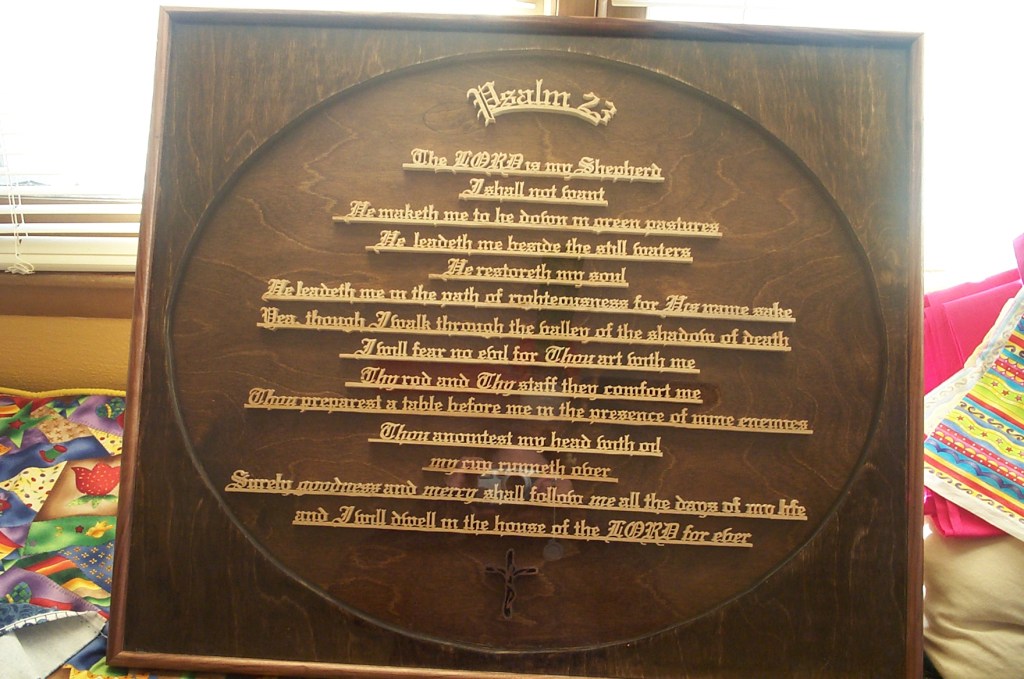 Psalm 23
The LORD is my Shepherd
I shall not want
He maketh me to lie down in green pastures
He leadeth me beside the still waters
He restoreth my soul
He leadeth me in the path of righteousness for His name sake
Yea, though I walk through the valley of the shadow of death
I will fear no evil for Thou art with me
Thy rod and Thy staff they comfort me
Thou preparest a table before me in the presence of mine enemies
Thou anointest my head with oil
my cup runneth over
Surely goodness and mercy shall follow me all the days of my life
and I will dwell in the house of the LORD for ever